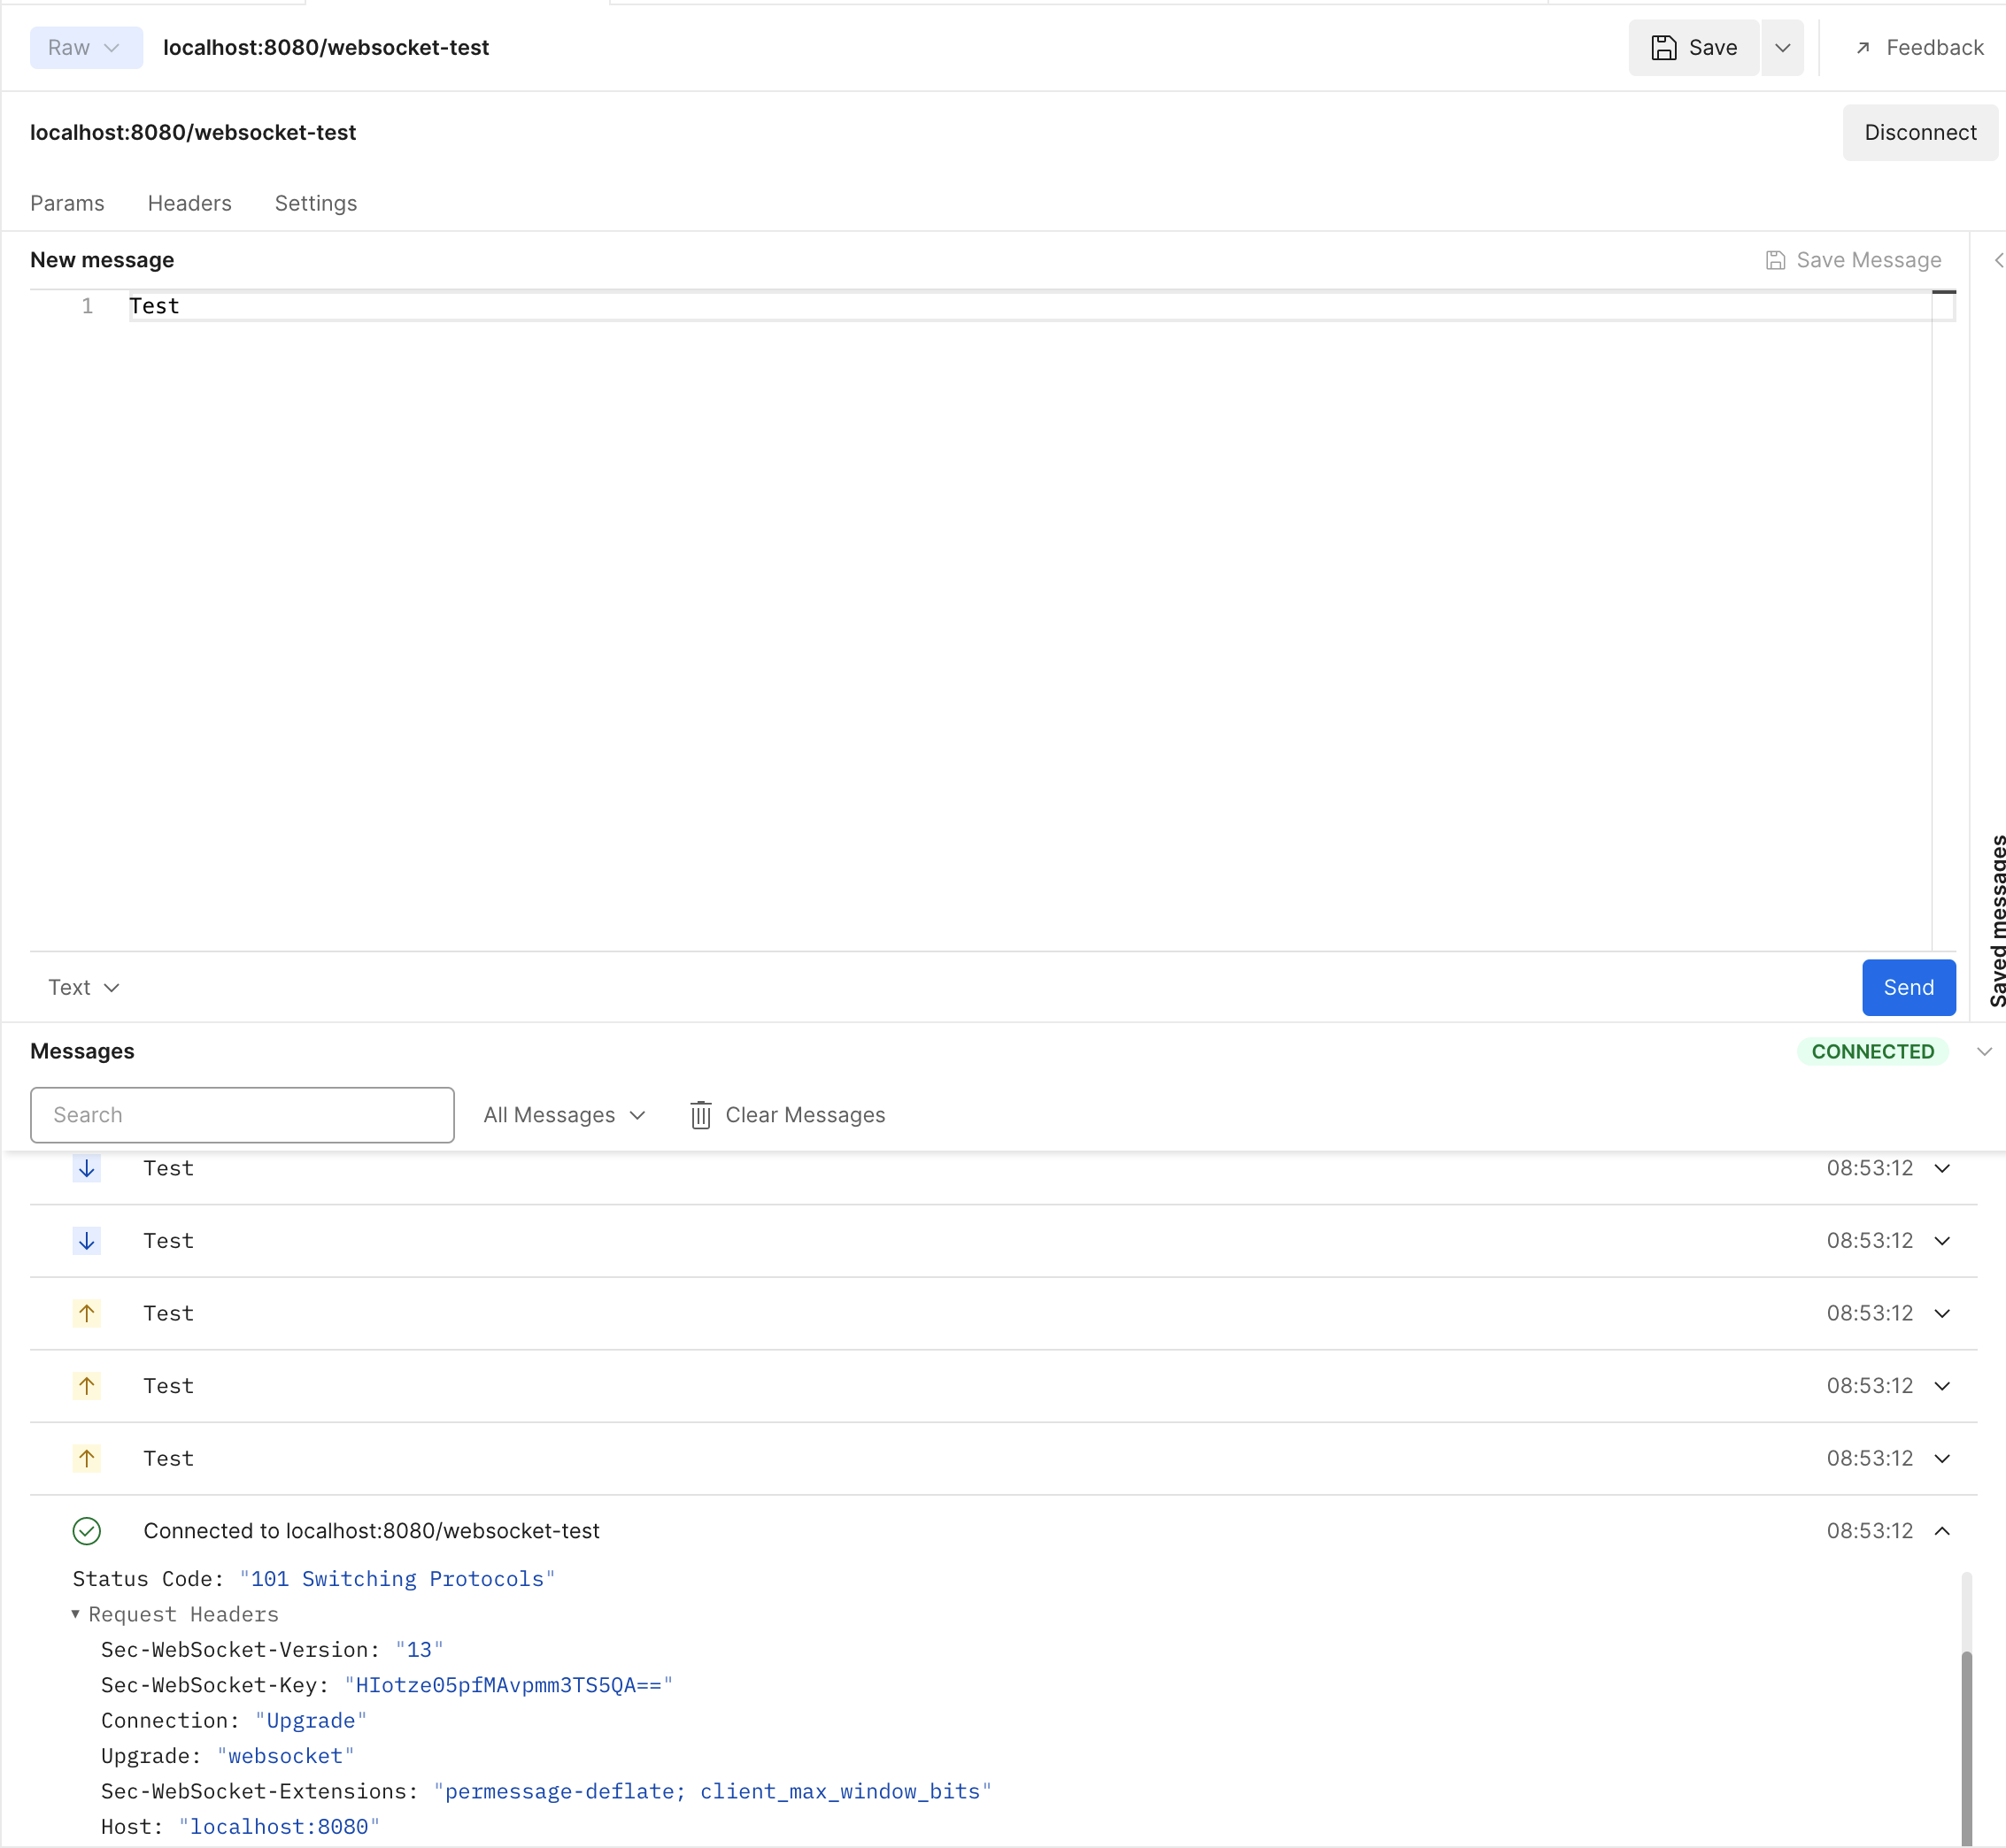 Raw localhost:8080/websocket-test Save Feedback
localhost:8080/websocket-test Disconnect
Params Headers Settings
New message Save Message
1 Test
Saved messages
Text Send
Messages CONNECTED
Search All Messages Clear Messages
Test 08:53:12
Test 08:53:12
Test 08:53:12
Test 08:53:12
Test 08:53:12
Connected to localhost:8080/websocket-test 08:53:12
Status Code: "101 Switching Protocols"
Request Headers
Sec-WebSocket-Version: "13"
Sec-WebSocket-Key: "HIotze05pfMAvpmm3TS5QA=="
Connection: "Upgrade"
Upgrade: "websocket"
Sec-WebSocket-Extensions: "permessage-deflate; client_max_window_bits"
Host: "localhost:8080"